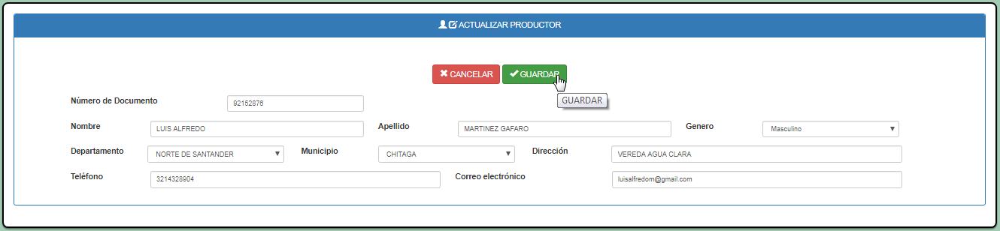 ACTUALIZAR PRODUCTOR
CANCELAR GUARDAR
GUARDAR
Número de Documento 92152876
Nombre LUIS ALFREDO Apellido MARTINEZ GAFARO Genero Masculino
Departamento NORTE DE SANTANDER Municipio CHITAGA Dirección VEREDA AGUA CLARA
Teléfono 3214328904 Correo electrónico luisalfredom@gmail.com